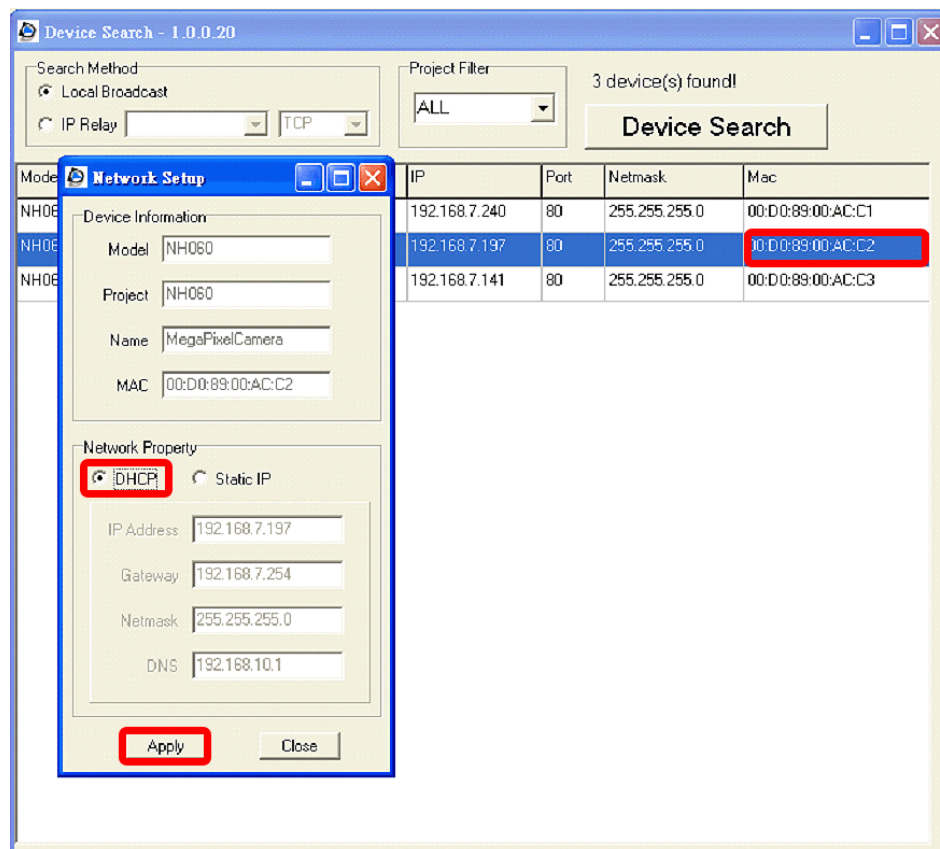 Device Search - 1.0.0.20
Search Method
Local Broadcast
IP Relay TCP
Project Filter
ALL
3 device(s) found!
Device Search
Mode IP Port Netmask Mac
NH06 192.168.7.240 80 255.255.255.0 00:D0:89:00:AC:C1
NH06 192.168.7.197 80 255.255.255.0 00:D0:89:00:AC:C2
NH06 192.168.7.141 80 255.255.255.0 00:D0:89:00:AC:C3
Network Setup
Device Information
Model NH060
Project NH060
Name MegaPixelCamera
MAC 00:D0:89:00:AC:C2
Network Property
DHCP Static IP
IP Address 192.168.7.197
Gateway 192.168.7.254
Netmask 255.255.255.0
DNS 192.168.10.1
Apply Close